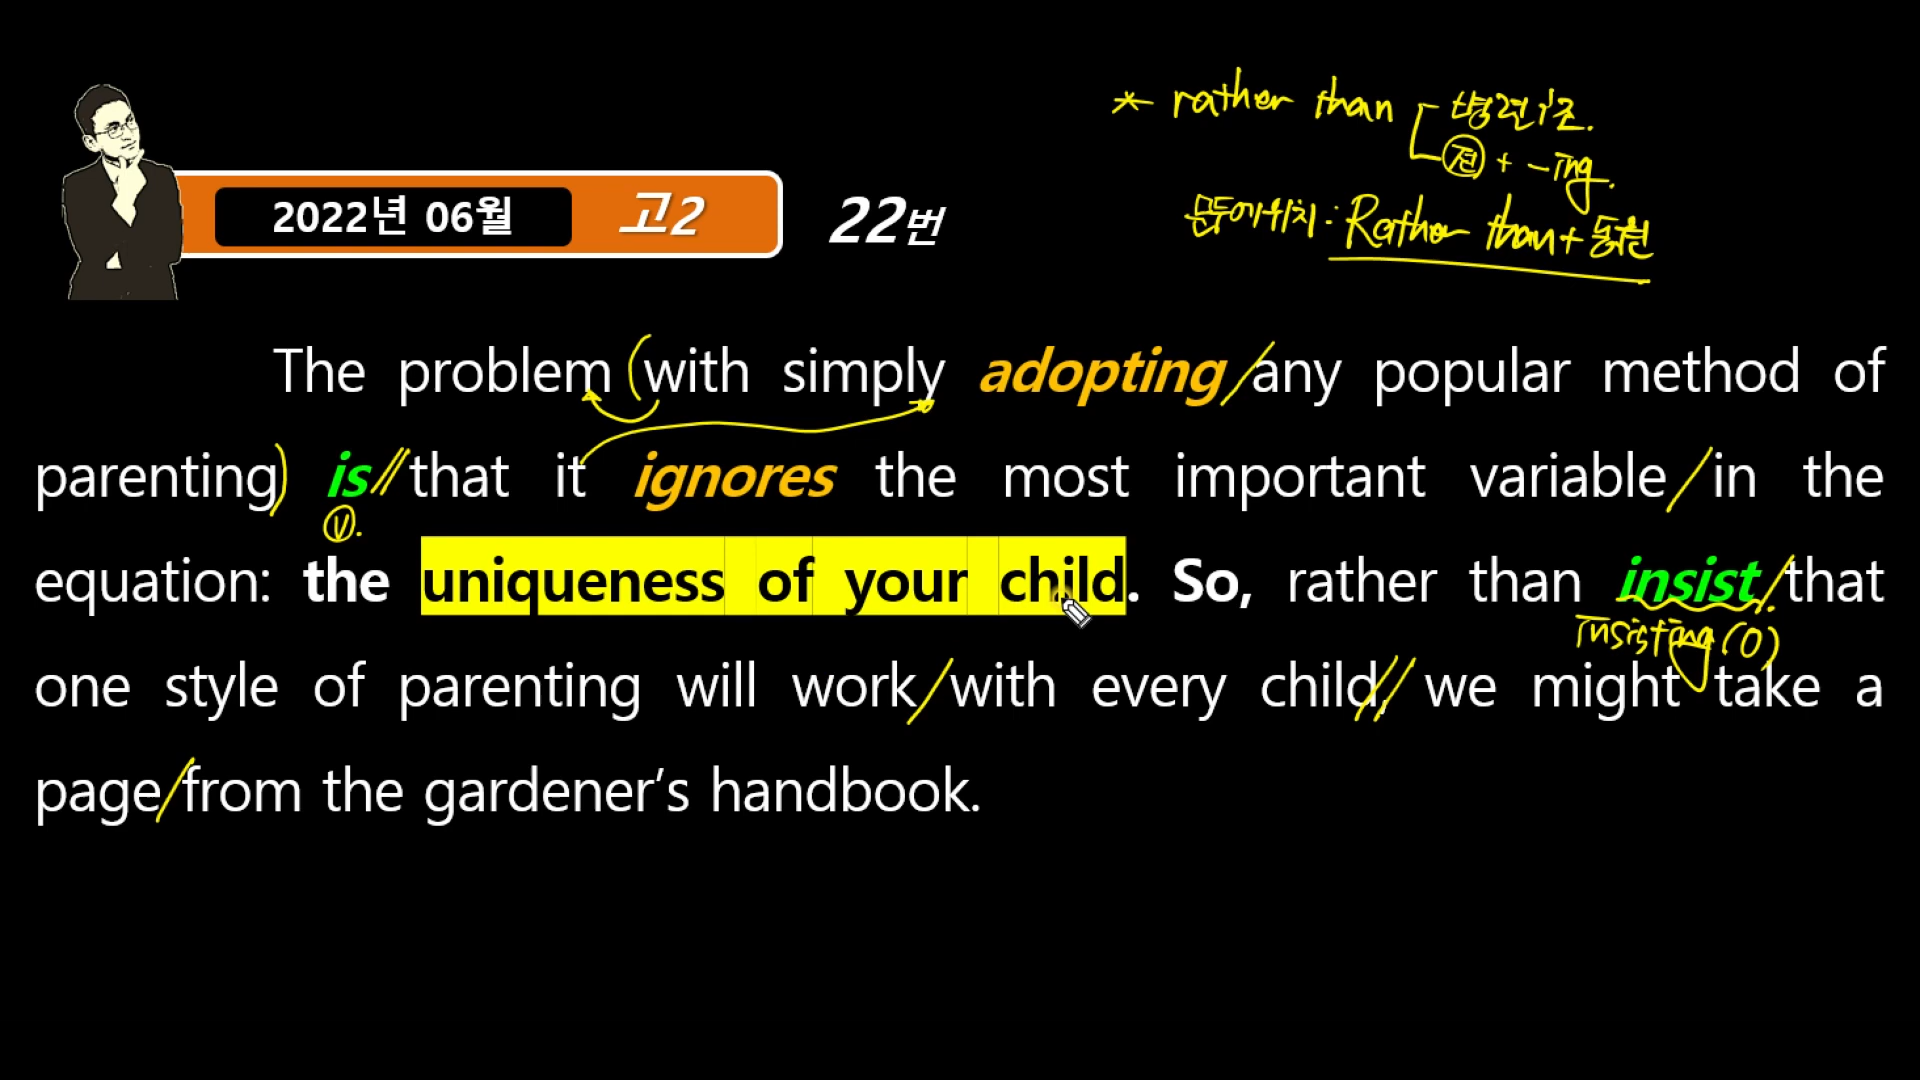 * rather than 병렬구조.
전 + -ing.
문두에 위치 : Rather than + 동원
2022년 06월 고2 22번
The problem (with simply adopting / any popular method of
parenting) is // that it ignores the most important variable / in the
ⓥ.
equation: the uniqueness of your child. So, rather than insist / that
insisting (O)
one style of parenting will work / with every child, // we might take a
page / from the gardener's handbook.